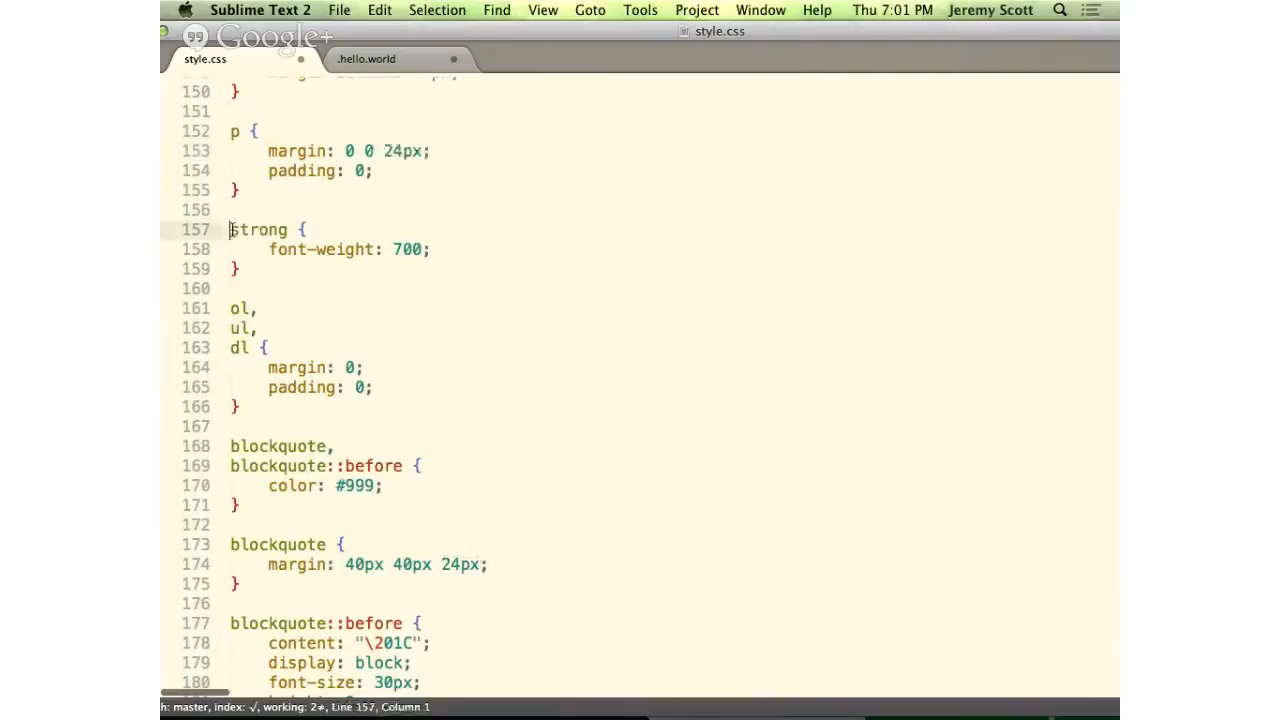 Sublime Text 2 File Edit Selection Find View Goto Tools Project Window Help Thu 7:01 PM Jeremy Scott
Google+
style.css
style.css
.hello.world
150 }
151
152 p {
153 margin: 0 0 24px;
154 padding: 0;
155 }
156
157 strong {
158 font-weight: 700;
159 }
160
161 ol,
162 ul,
163 dl {
164 margin: 0;
165 padding: 0;
166 }
167
168 blockquote,
169 blockquote::before {
170 color: #999;
171 }
172
173 blockquote {
174 margin: 40px 40px 24px;
175 }
176
177 blockquote::before {
178 content: "\201C";
179 display: block;
180 font-size: 30px;
h: master, index: √, working: 2≠, Line 157, Column 1